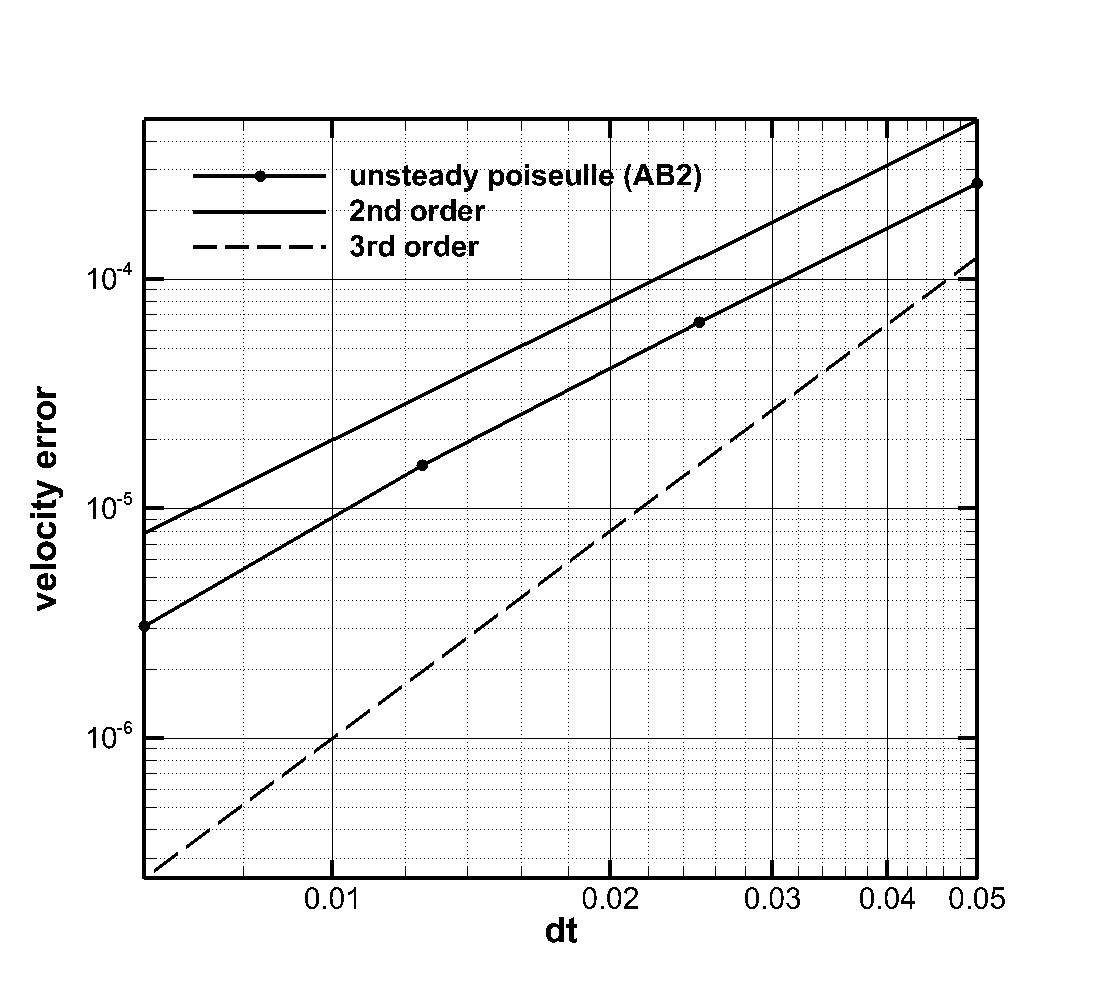 unsteady poiseulle (AB2)
2nd order
3rd order
10-4
10-5
10-6
velocity error
0.01 0.02 0.03 0.04 0.05
dt